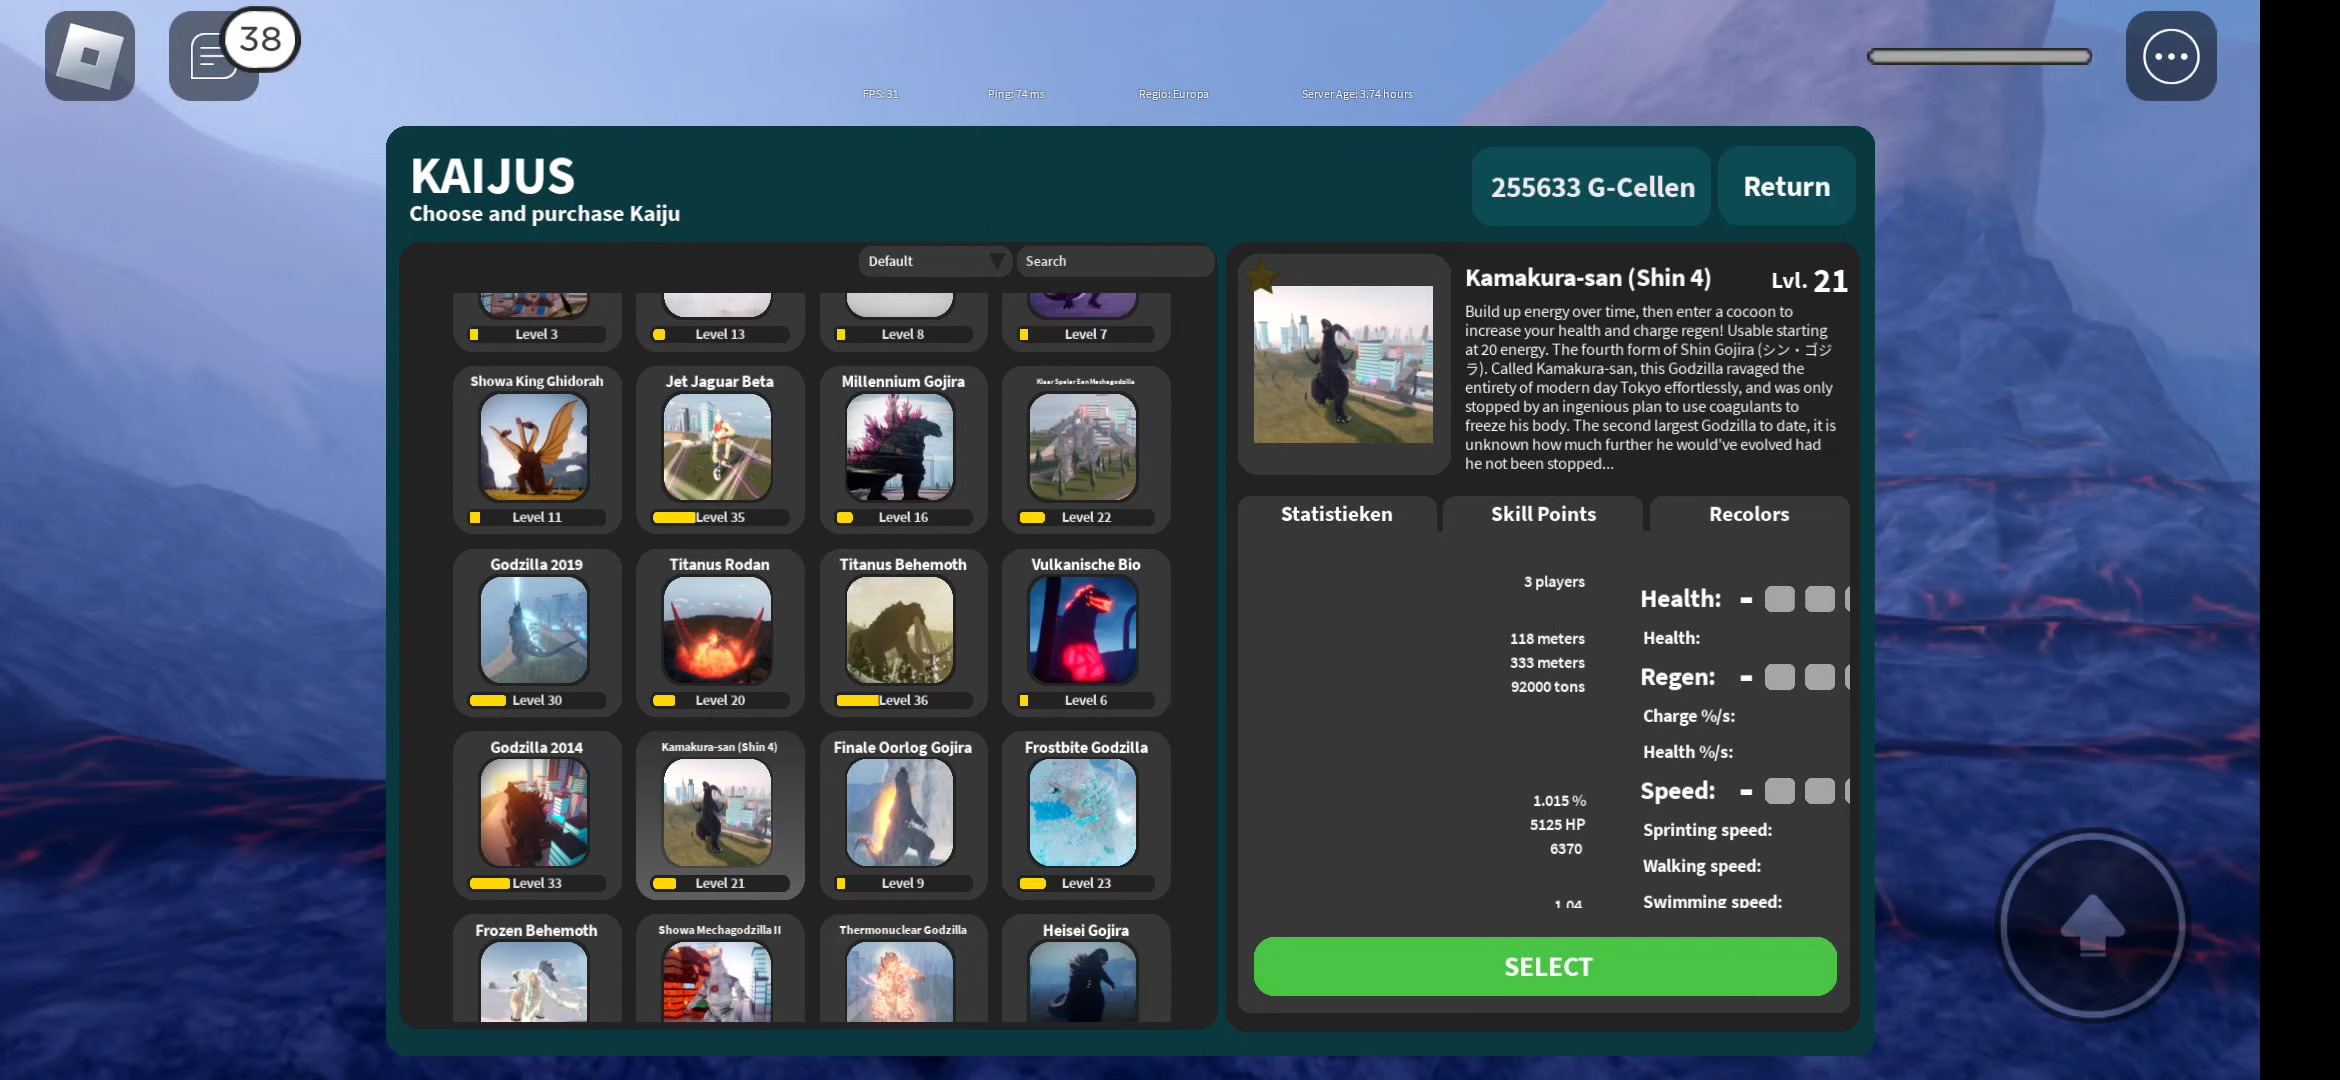 38
FPS: 31
Ping: 74 ms
Regio: Europa
Server Age: 3.74 hours
KAIJUS
Choose and purchase Kaiju
255633 G-Cellen
Return
Default
Search
Level 3
Level 13
Level 8
Level 7
Showa King Ghidorah
Jet Jaguar Beta
Millennium Gojira
Klaar Speler Een Mechagodzilla
Level 11
Level 35
Level 16
Level 22
Godzilla 2019
Titanus Rodan
Titanus Behemoth
Vulkanische Bio
Level 30
Level 20
Level 36
Level 6
Godzilla 2014
Kamakura-san (Shin 4)
Finale Oorlog Gojira
Frostbite Godzilla
Level 33
Level 21
Level 9
Level 23
Frozen Behemoth
Showa Mechagodzilla II
Thermonuclear Godzilla
Heisei Gojira
Kamakura-san (Shin 4)
Lvl. 21
Build up energy over time, then enter a cocoon to
increase your health and charge regen! Usable starting
at 20 energy. The fourth form of Shin Gojira (シン・ゴジ
ラ). Called Kamakura-san, this Godzilla ravaged the
entirety of modern day Tokyo effortlessly, and was only
stopped by an ingenious plan to use coagulants to
freeze his body. The second largest Godzilla to date, it is
unknown how much further he would've evolved had
he not been stopped...
Statistieken
Skill Points
Recolors
3 players
118 meters
333 meters
92000 tons
1.015 %
5125 HP
6370
1.04
Health: -
Health:
Regen: -
Charge %/s:
Health %/s:
Speed: -
Sprinting speed:
Walking speed:
Swimming speed:
SELECT